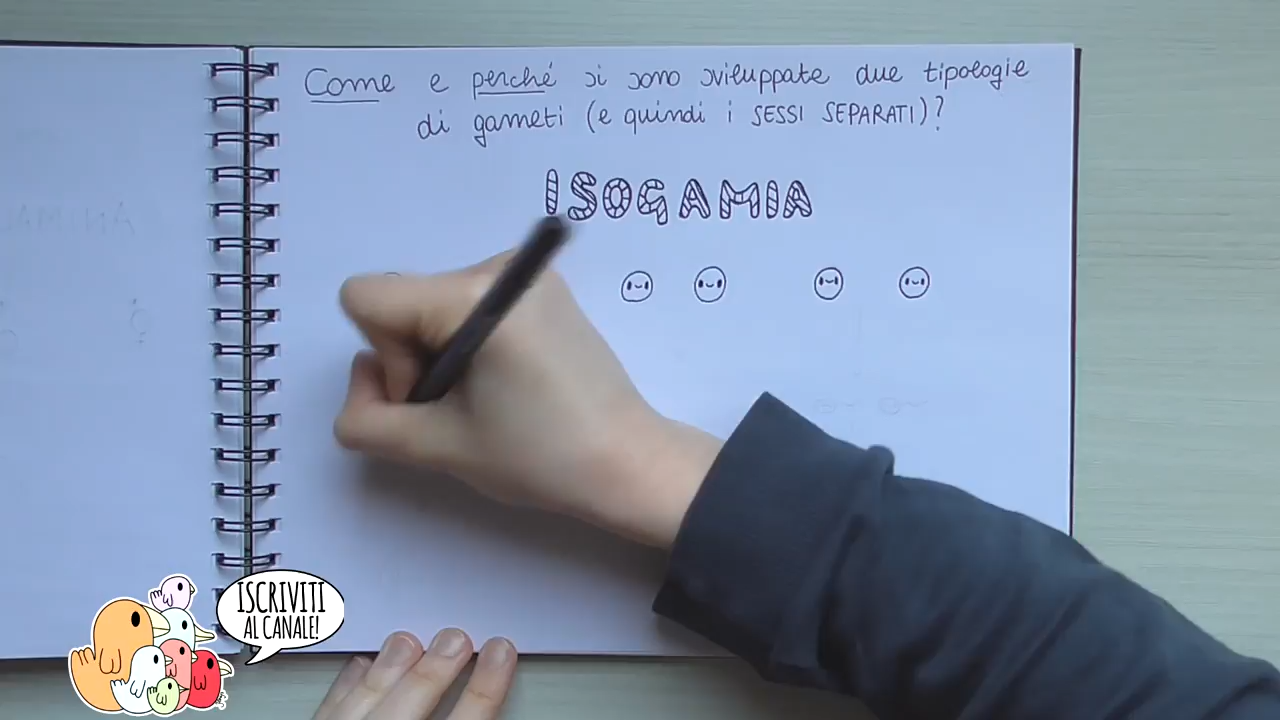 Come e perché si sono sviluppate due tipologie
di gameti (e quindi i SESSI SEPARATI)?
ISOGAMIA
ISCRIVITI
AL CANALE!